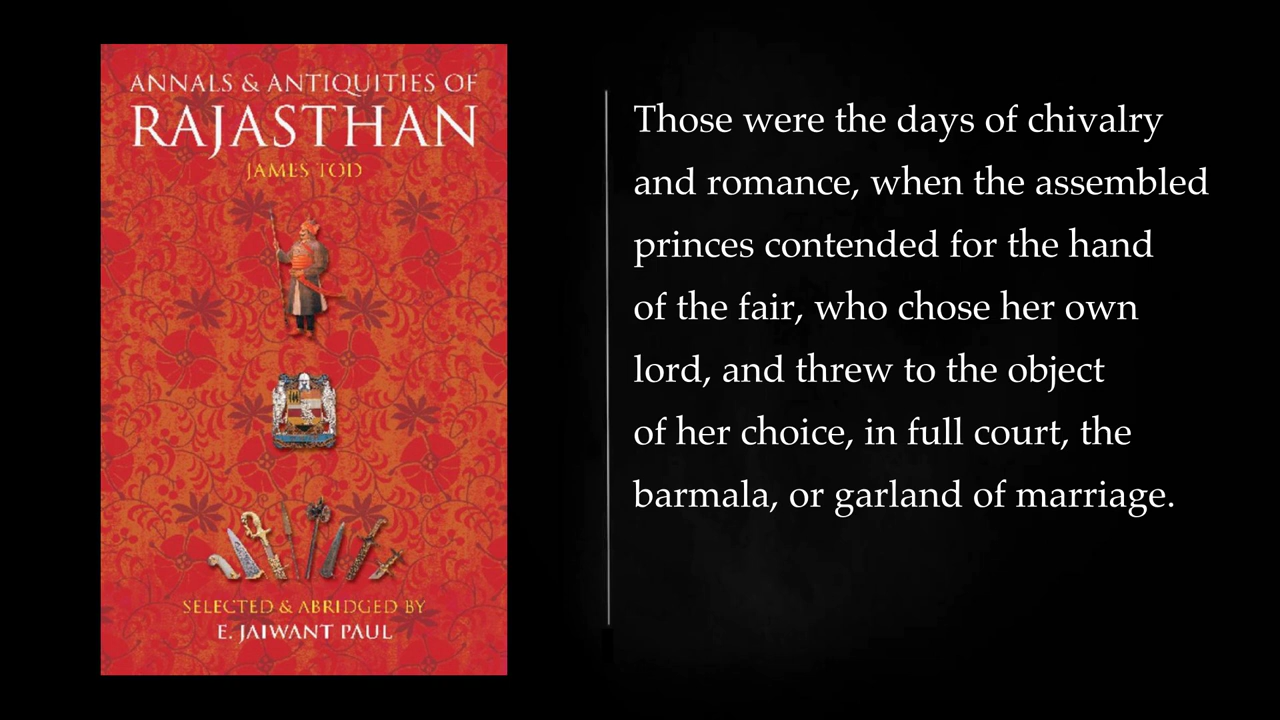 ANNALS & ANTIQUITIES OF
RAJASTHAN
JAMES TOD
SELECTED & ABRIDGED BY
E. JAIWANT PAUL
Those were the days of chivalry
and romance, when the assembled
princes contended for the hand
of the fair, who chose her own
lord, and threw to the object
of her choice, in full court, the
barmala, or garland of marriage.